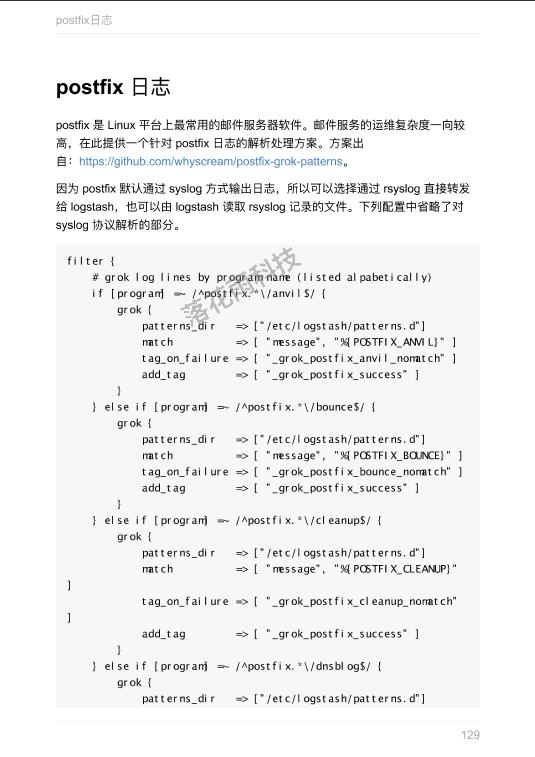 postfix日志
postfix 日志
postfix 是 Linux 平台上最常用的邮件服务器软件。邮件服务的运维复杂度一向较
高，在此提供一个针对 postfix 日志的解析处理方案。方案出
自：https://github.com/whyscream/postfix-grok-patterns。
因为 postfix 默认通过 syslog 方式输出日志，所以可以选择通过 rsyslog 直接转发
给 logstash，也可以由 logstash 读取 rsyslog 记录的文件。下列配置中省略了对
syslog 协议解析的部分。
filter {
# grok log lines by program name (listed alpabetically)
if [program] =~ /^postfix.*\/anvil$/ {
grok {
patterns_dir => ["/etc/logstash/patterns.d"]
match => [ "message", "%{POSTFIX_ANVIL}" ]
tag_on_failure => [ "_grok_postfix_anvil_nomatch" ]
add_tag => [ "_grok_postfix_success" ]
}
} else if [program] =~ /^postfix.*\/bounce$/ {
grok {
patterns_dir => ["/etc/logstash/patterns.d"]
match => [ "message", "%{POSTFIX_BOUNCE}" ]
tag_on_failure => [ "_grok_postfix_bounce_nomatch" ]
add_tag => [ "_grok_postfix_success" ]
}
} else if [program] =~ /^postfix.*\/cleanup$/ {
grok {
patterns_dir => ["/etc/logstash/patterns.d"]
match => [ "message", "%{POSTFIX_CLEANUP}"
]
tag_on_failure => [ "_grok_postfix_cleanup_nomatch"
]
add_tag => [ "_grok_postfix_success" ]
}
} else if [program] =~ /^postfix.*\/dnsblog$/ {
grok {
patterns_dir => ["/etc/logstash/patterns.d"]
落花雨科技
129